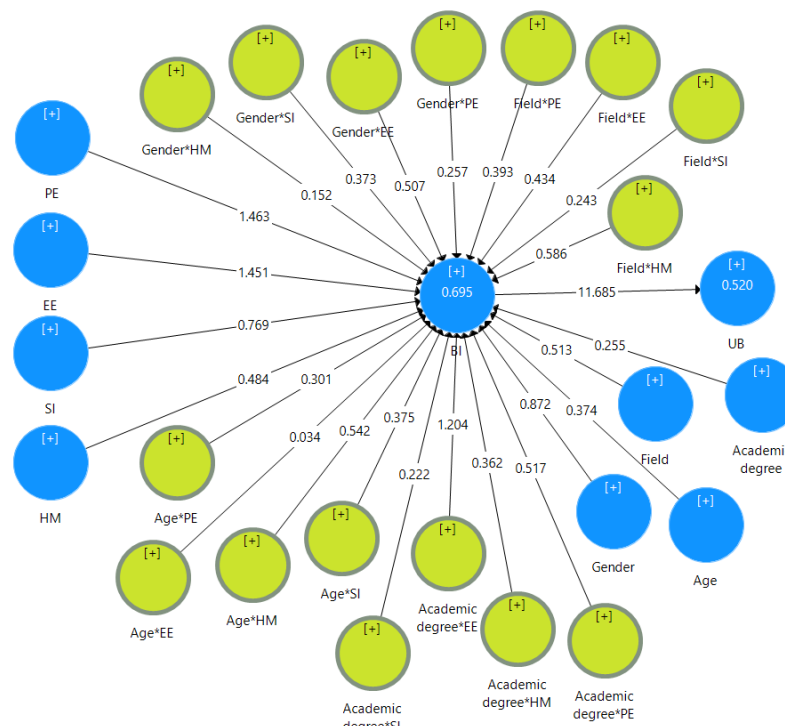 [+]
Gender*HM
[+]
Gender*SI
[+]
Gender*EE
[+]
Gender*PE
[+]
Field*PE
[+]
Field*EE
[+]
Field*SI
[+]
Field*HM
[+]
PE
[+]
EE
[+]
SI
[+]
HM
0.152
0.373
0.507
0.257
0.393
0.434
0.243
0.586
1.463
1.451
0.769
0.484
[+]
0.695
BI
11.685
[+]
0.520
UB
0.301
0.034
0.542
0.375
0.222
1.204
0.362
0.517
0.872
0.374
0.513
0.255
[+]
Field
[+]
Academic
degree
[+]
Gender
[+]
Age
[+]
Age*PE
[+]
Age*EE
[+]
Age*HM
[+]
Age*SI
[+]
Academic
degree*SI
[+]
Academic
degree*EE
[+]
Academic
degree*HM
[+]
Academic
degree*PE